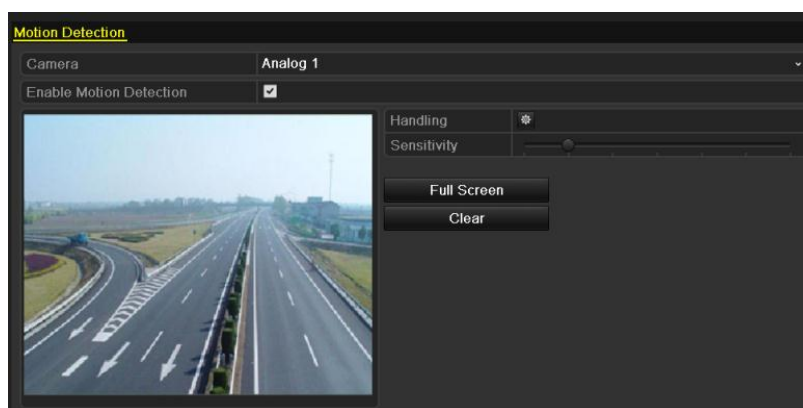 Motion Detection
Camera Analog 1
Enable Motion Detection
Handling
Sensitivity
Full Screen
Clear